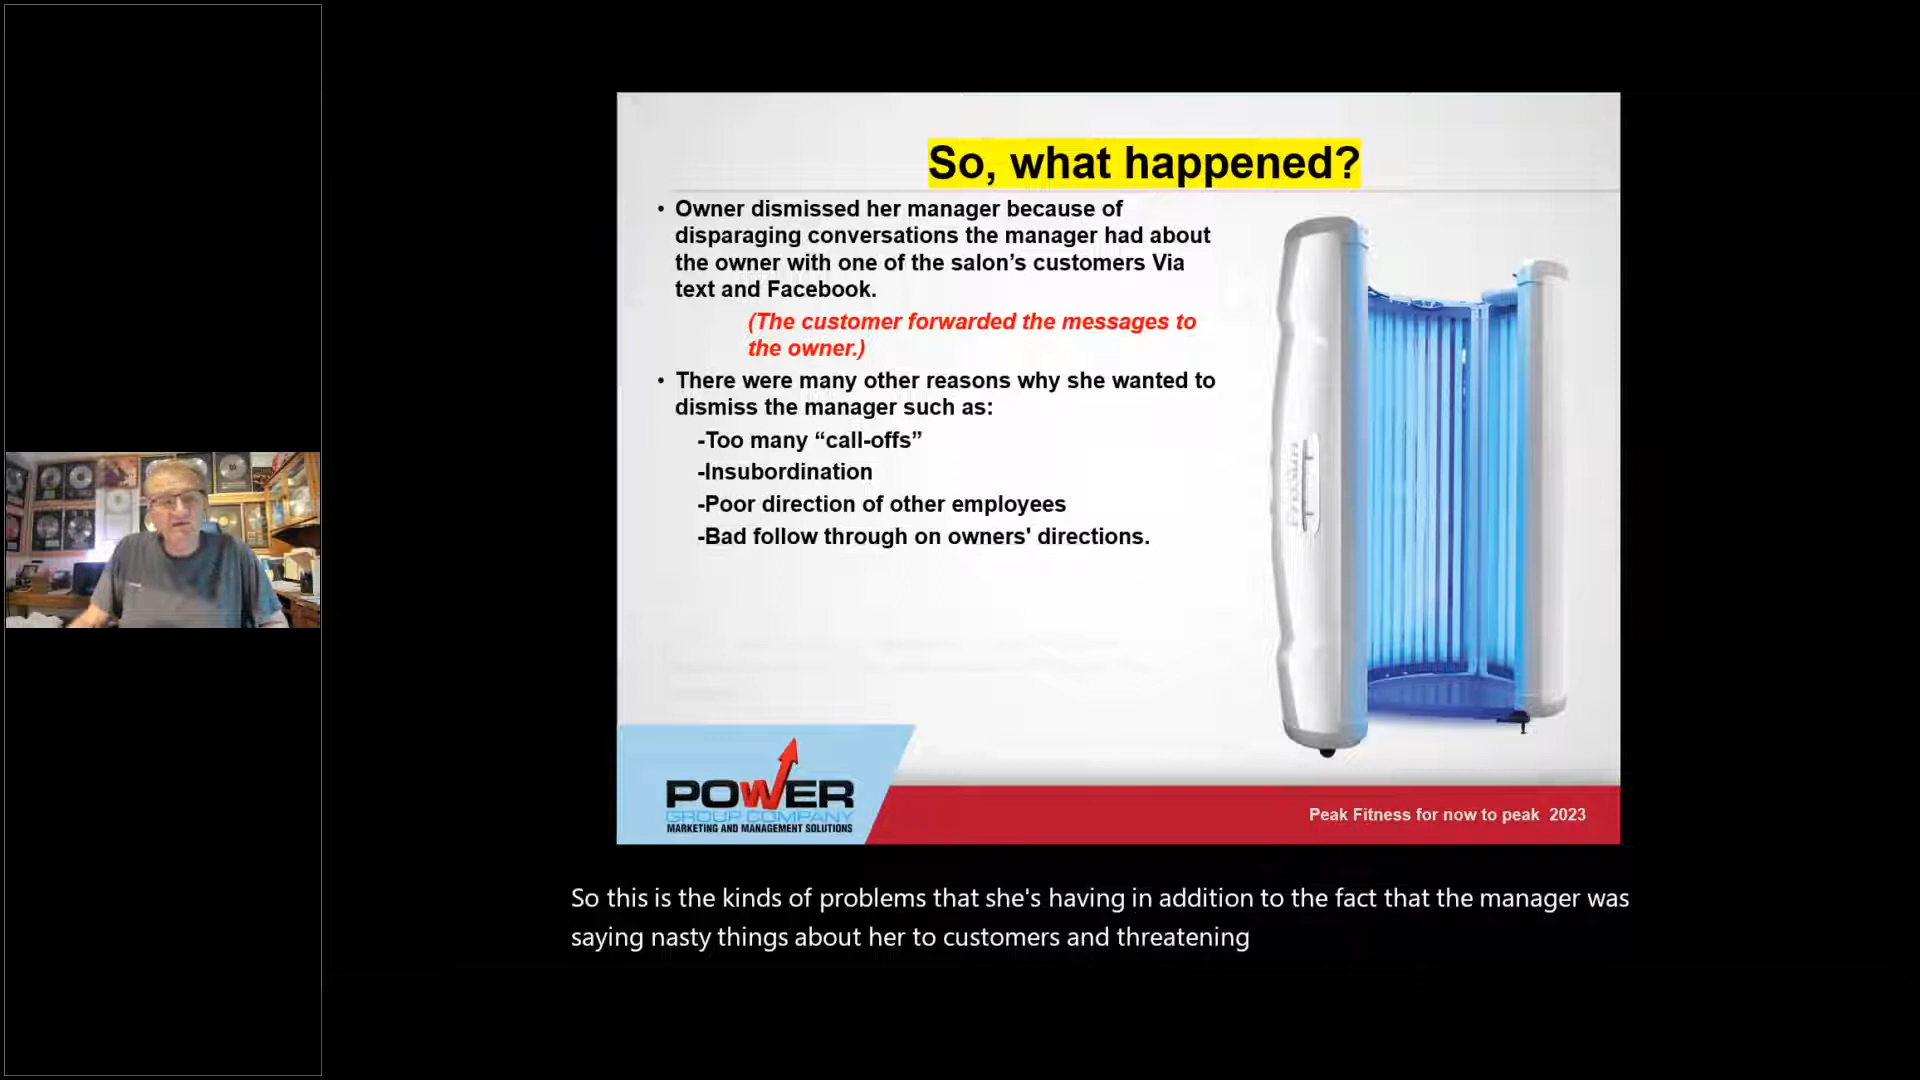 So, what happened?
• Owner dismissed her manager because of
disparaging conversations the manager had about
the owner with one of the salon’s customers Via
text and Facebook.
(The customer forwarded the messages to
the owner.)
• There were many other reasons why she wanted to
dismiss the manager such as:
-Too many “call-offs”
-Insubordination
-Poor direction of other employees
-Bad follow through on owners' directions.
POWER
GROUP COMPANY
MARKETING AND MANAGEMENT SOLUTIONS
Peak Fitness for now to peak 2023
So this is the kinds of problems that she's having in addition to the fact that the manager was
saying nasty things about her to customers and threatening